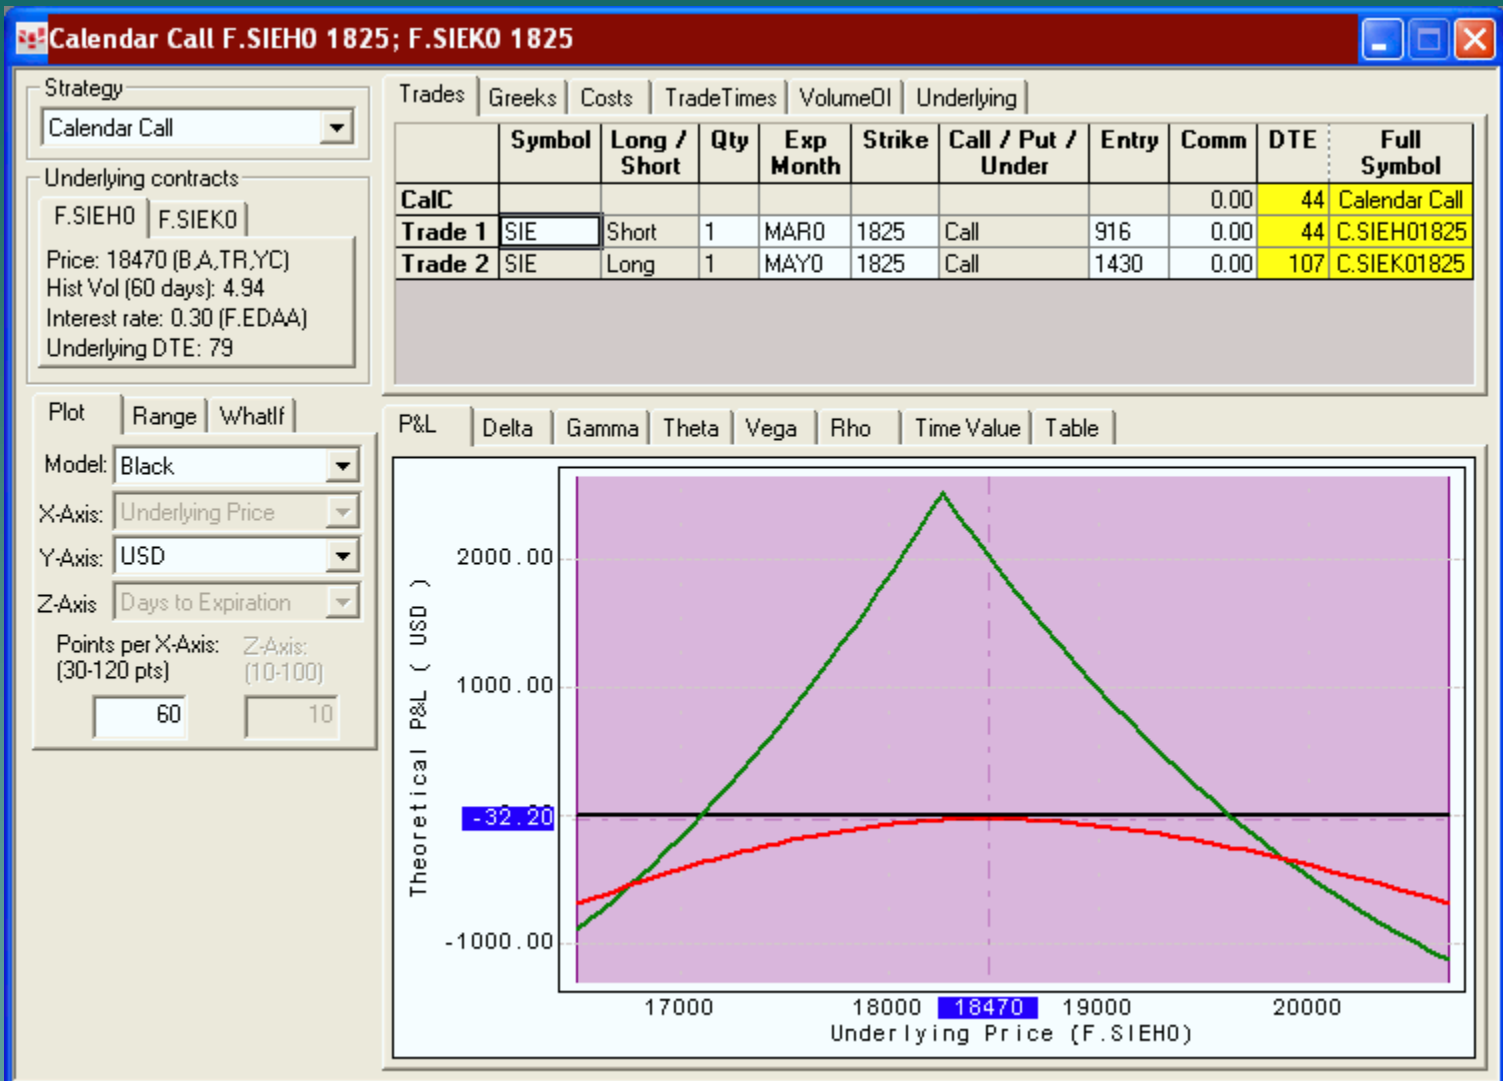 Calendar Call F.SIEH0 1825; F.SIEK0 1825
Strategy
Calendar Call
Underlying contracts
F.SIEH0 F.SIEK0
Price: 18470 (B,A,TR,YC)
Hist Vol (60 days): 4.94
Interest rate: 0.30 (F.EDAA)
Underlying DTE: 79
Trades Greeks Costs TradeTimes VolumeOI Underlying
Symbol Long / Short Qty Exp Month Strike Call / Put / Under Entry Comm DTE Full Symbol
CalC 0.00 44 Calendar Call
Trade 1 SIE Short 1 MAR0 1825 Call 916 0.00 44 C.SIEH01825
Trade 2 SIE Long 1 MAY0 1825 Call 1430 0.00 107 C.SIEK01825
Plot Range WhatIf
Model: Black
X-Axis: Underlying Price
Y-Axis: USD
Z-Axis Days to Expiration
Points per X-Axis: (30-120 pts)
Z-Axis: (10-100)
60 10
P&L Delta Gamma Theta Vega Rho Time Value Table
Theoretical P&L ( USD )
2000.00
1000.00
-32.20
-1000.00
17000 18000 18470 19000 20000
Underlying Price (F.SIEH0)